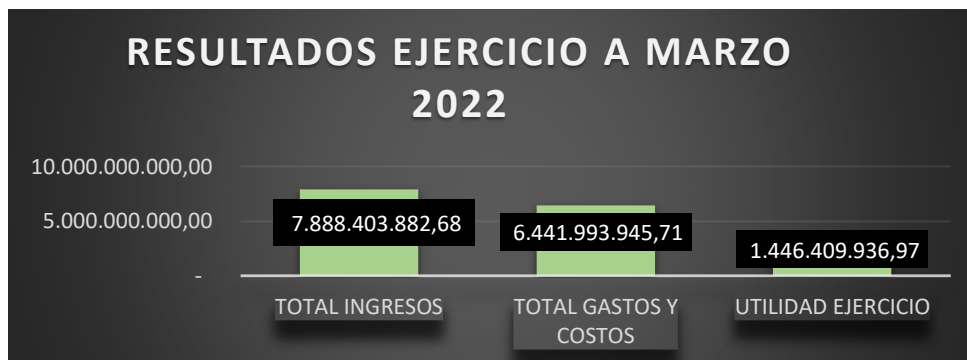 RESULTADOS EJERCICIO A MARZO
2022
10.000.000.000,00
5.000.000.000,00
-
7.888.403.882,68
6.441.993.945,71
1.446.409.936,97
TOTAL INGRESOS
TOTAL GASTOS Y
COSTOS
UTILIDAD EJERCICIO